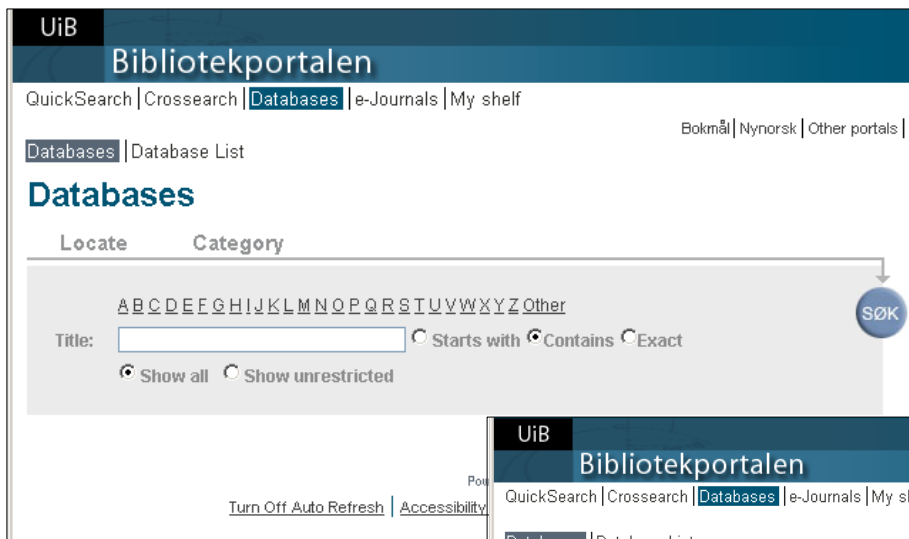 UiB
Bibliotekportalen
QuickSearch | Crossearch | Databases | e-Journals | My shelf
Bokmål | Nynorsk | Other portals |
Databases | Database List
Databases
Locate Category
A B C D E F G H I J K L M N O P Q R S T U V W X Y Z Other
SØK
Title: Starts with Contains Exact
Show all Show unrestricted
Turn Off Auto Refresh | Accessibility
UiB
Bibliotekportalen
QuickSearch | Crossearch | Databases | e-Journals | My